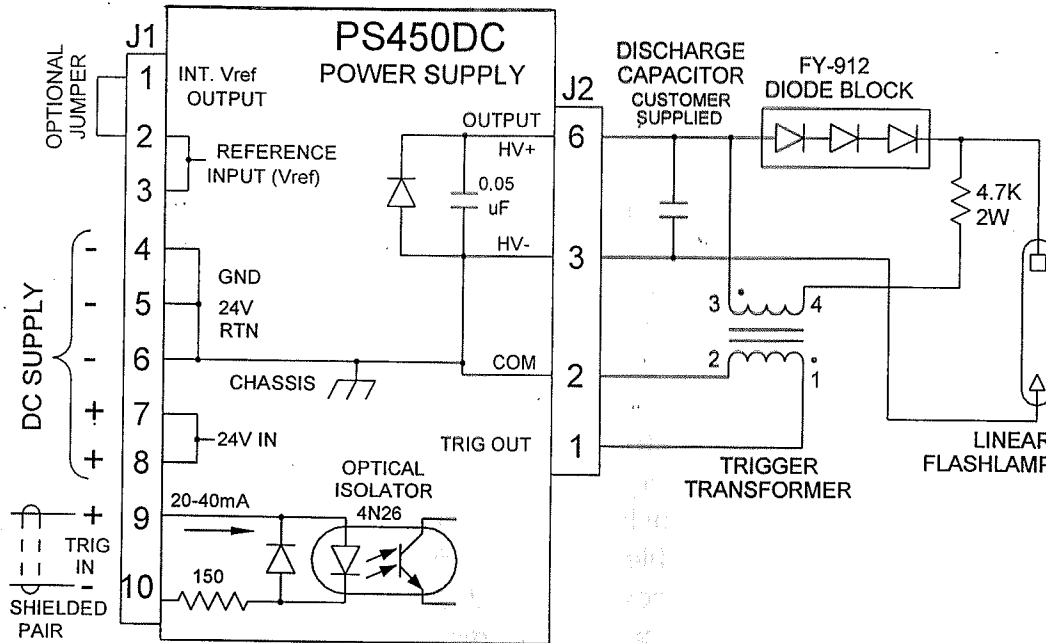 PS450DC
POWER SUPPLY
J1
OPTIONAL
JUMPER
1
2
3
4
5
6
7
8
9
10
INT. Vref
OUTPUT
REFERENCE
INPUT (Vref)
DC SUPPLY
-
-
-
+
+
GND
24V
RTN
CHASSIS
24V IN
+
TRIG
IN
-
SHIELDED
PAIR
20-40mA
150
OPTICAL
ISOLATOR
4N26
OUTPUT
HV+
0.05
uF
HV-
COM
TRIG OUT
J2
6
3
2
1
DISCHARGE
CAPACITOR
CUSTOMER
SUPPLIED
FY-912
DIODE BLOCK
4.7K
2W
3
4
2
1
TRIGGER
TRANSFORMER
LINEAR
FLASHLAMP